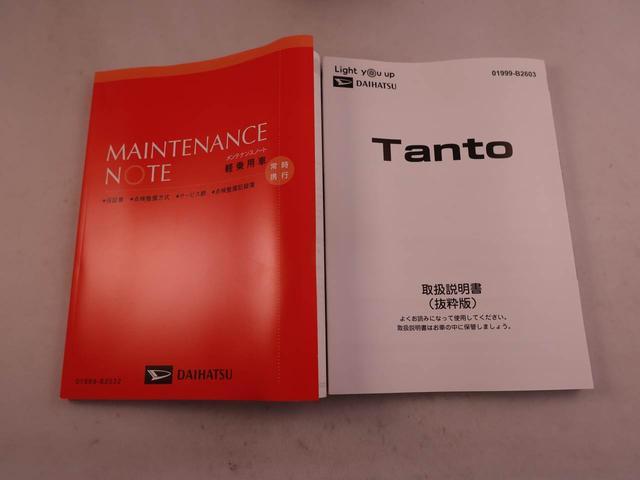 MAINTENANCE
NOTE
メンテナンスノート
軽乗用車
常時
携行
●保証書 ●点検整備方式 ●サービス網 ●点検整備記録簿
DAIHATSU
01999-B2032
Light you up
DAIHATSU
01999-B2603
Tanto
取扱説明書
（抜粋版）
よくお読みになって使用してください。
取扱説明書はお車の中に保管しましょう。